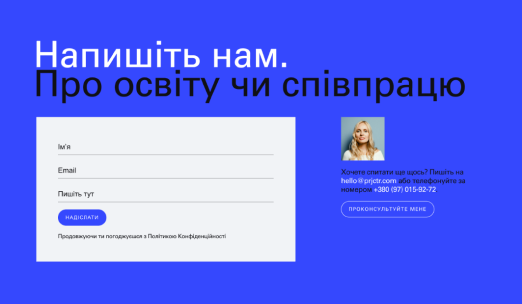 Напишіть нам.
Про освіту чи співпрацю
Ім'я
Email
Пишіть тут
НАДІСЛАТИ
Продовжуючи ти погоджуєшся з Політикою Конфіденційності
Хочете спитати ще щось? Пишіть на
hello@prjctr.com або телефонуйте за
номером +380 (97) 015-92-72
ПРОКОНСУЛЬТУЙТЕ МЕНЕ